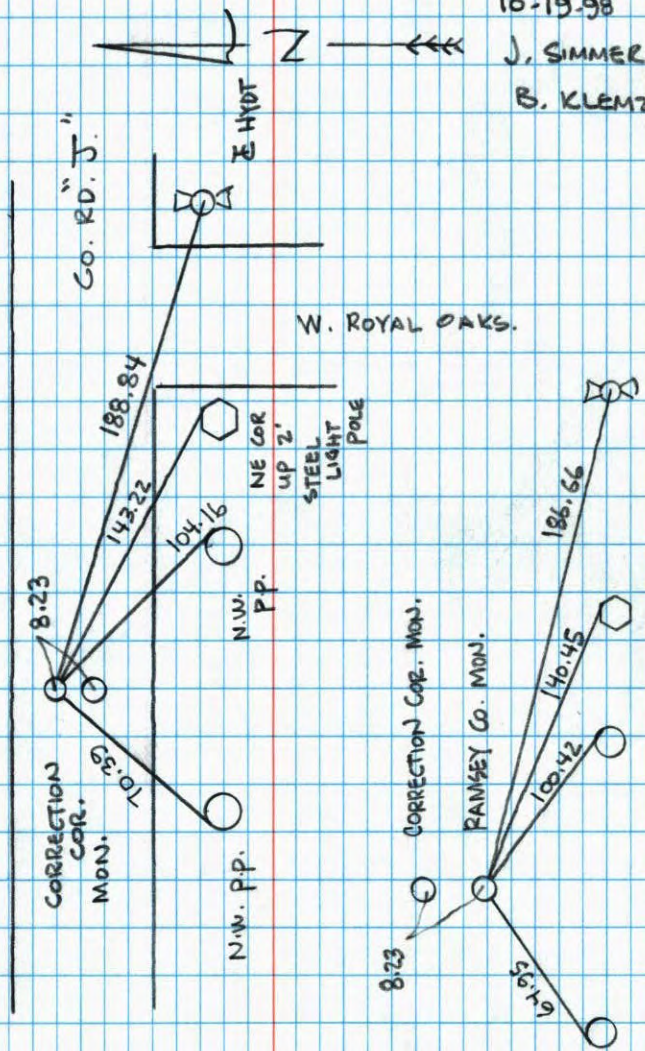 10-19-98
J. SIMMER
B. KLEMZ
N
CO. RD. "J"
HYDT
W. ROYAL OAKS.
188.84
143.22
104.16
70.39
8.23
NE COR
UP 2'
STEEL
LIGHT
POLE
N.W.
P.P.
N.W. P.P.
CORRECTION
COR.
MON.
186.66
140.45
100.42
64.95
8.23
CORRECTION COR. MON.
RAMSEY CO. MON.